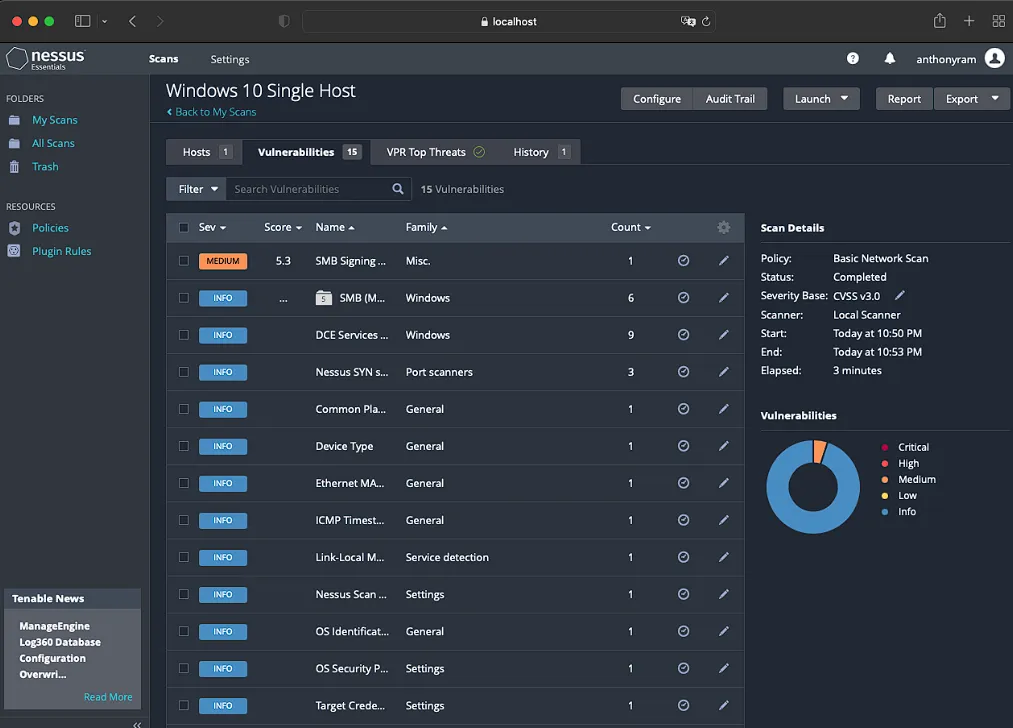 localhost
nessus
Essentials
Scans
Settings
anthonyram
FOLDERS
My Scans
All Scans
Trash
RESOURCES
Policies
Plugin Rules
Tenable News
ManageEngine
Log360 Database
Configuration
Overwri...
Read More
Windows 10 Single Host
Back to My Scans
Configure
Audit Trail
Launch
Report
Export
Hosts 1
Vulnerabilities 15
VPR Top Threats
History 1
Filter
Search Vulnerabilities
15 Vulnerabilities
Sev Score Name Family Count
MEDIUM 5.3 SMB Signing ... Misc. 1
INFO ... 5 SMB (M... Windows 6
INFO DCE Services ... Windows 9
INFO Nessus SYN s... Port scanners 3
INFO Common Pla... General 1
INFO Device Type General 1
INFO Ethernet MA... General 1
INFO ICMP Timest... General 1
INFO Link-Local M... Service detection 1
INFO Nessus Scan ... Settings 1
INFO OS Identificat... General 1
INFO OS Security P... Settings 1
INFO Target Crede... Settings 1
Scan Details
Policy: Basic Network Scan
Status: Completed
Severity Base: CVSS v3.0
Scanner: Local Scanner
Start: Today at 10:50 PM
End: Today at 10:53 PM
Elapsed: 3 minutes
Vulnerabilities
Critical
High
Medium
Low
Info